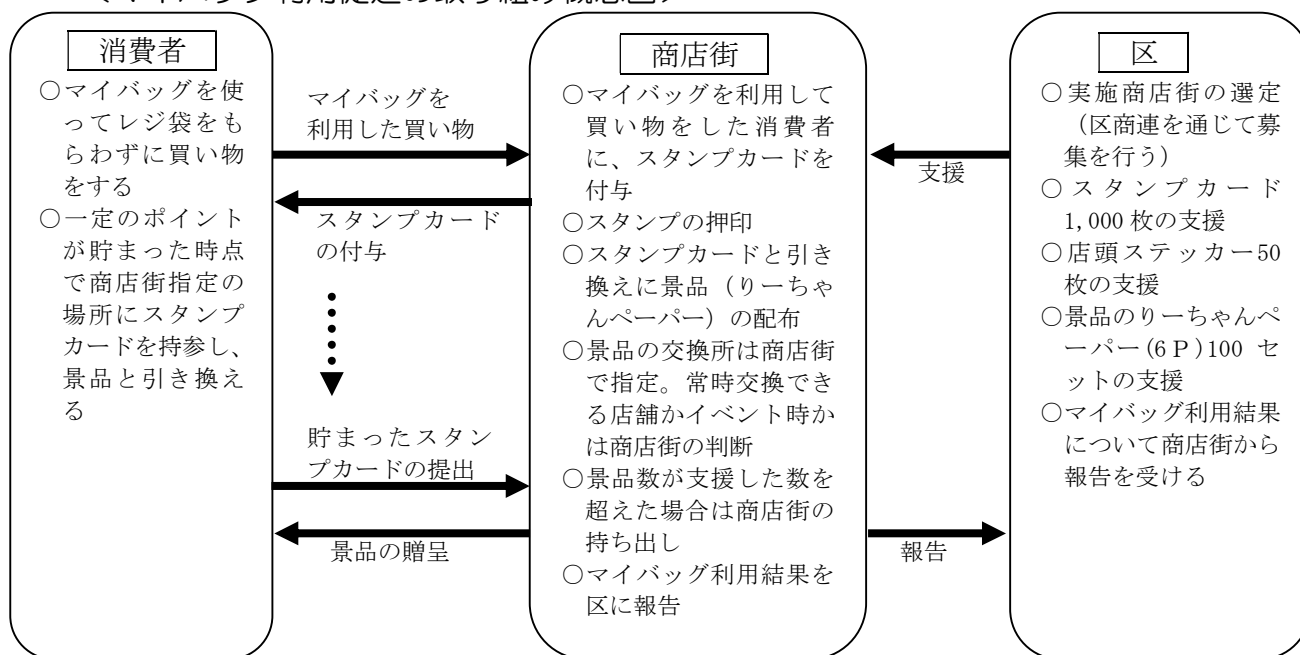 消費者
○マイバッグを使
ってレジ袋をも
らわずに買い物
をする
○一定のポイント
が貯まった時点
で商店街指定の
場所にスタンプ
カードを持参し、
景品と引き換え
る
マイバッグを
利用した買い物
スタンプカード
の付与
貯まったスタン
プカードの提出
景品の贈呈
商店街
○マイバッグを利用して
買い物をした消費者
に、スタンプカードを
付与
○スタンプの押印
○スタンプカードと引き
換えに景品（りーちゃ
んペーパー）の配布
○景品の交換所は商店街
で指定。常時交換でき
る店舗かイベント時か
は商店街の判断
○景品数が支援した数を
超えた場合は商店街の
持ち出し
○マイバッグ利用結果を
区に報告
支援
報告
区
○実施商店街の選定
（区商連を通じて募
集を行う）
○スタンプカード
1,000 枚の支援
○店頭ステッカー50
枚の支援
○景品のりーちゃんペ
ーパー(6Ｐ)100 セ
ットの支援
○マイバッグ利用結果
について商店街から
報告を受ける